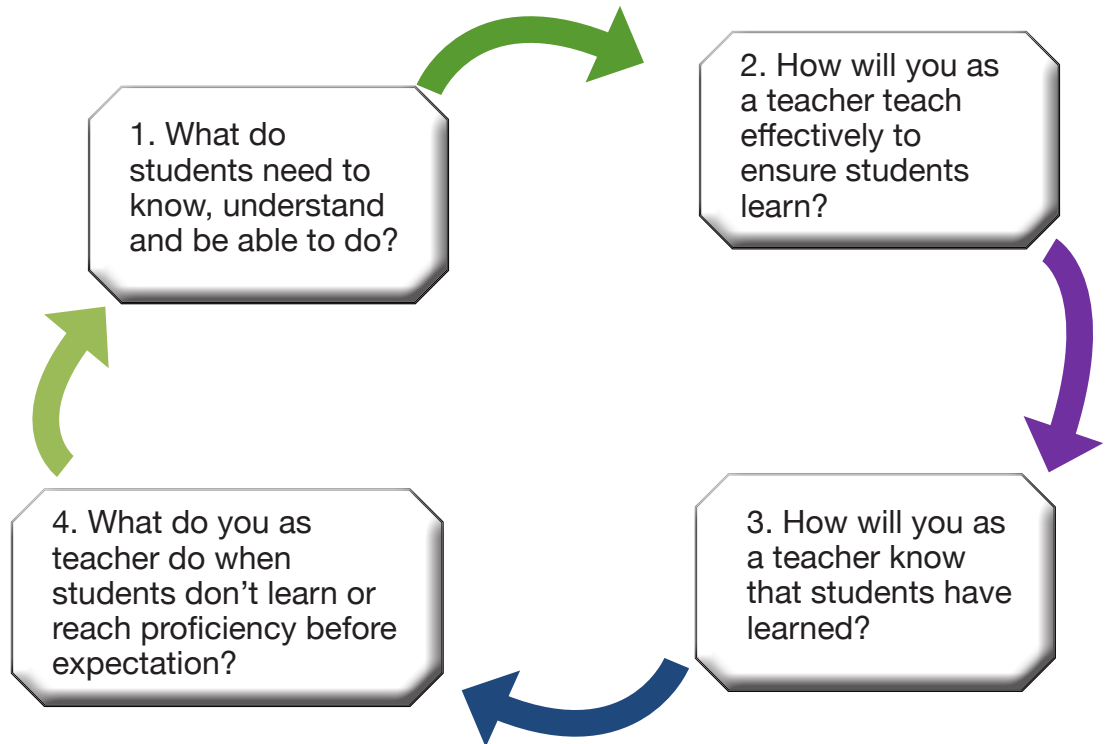 1. What do
students need to
know, understand
and be able to do?
2. How will you as
a teacher teach
effectively to
ensure students
learn?
3. How will you as
a teacher know
that students have
learned?
4. What do you as
teacher do when
students don’t learn or
reach proficiency before
expectation?